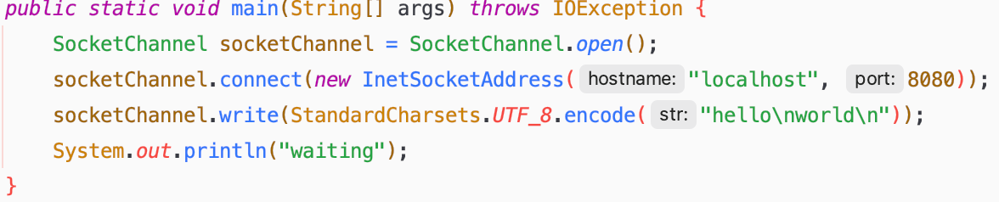 public static void main(String[] args) throws IOException {
SocketChannel socketChannel = SocketChannel.open();
socketChannel.connect(new InetSocketAddress( hostname: "localhost", port: 8080));
socketChannel.write(StandardCharsets.UTF_8.encode( str: "hello\nworld\n"));
System.out.println("waiting");
}